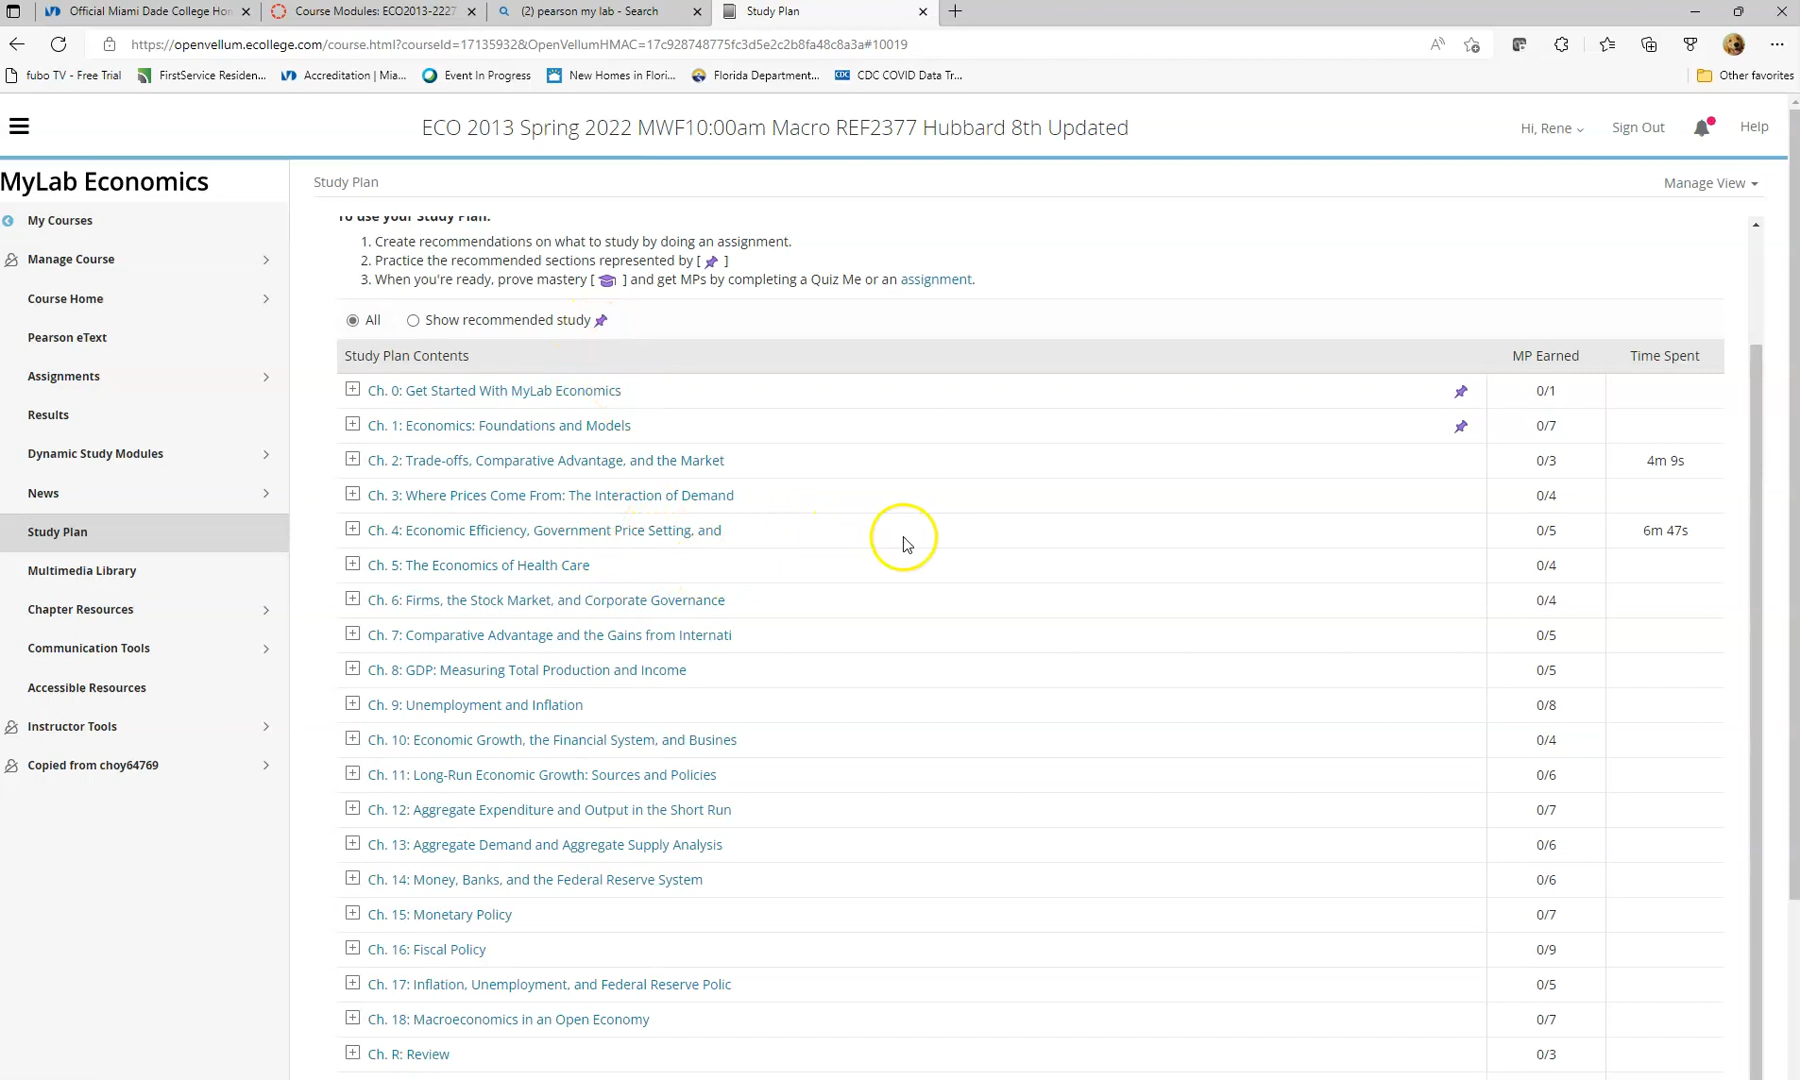 Official Miami Dade College Hon
Course Modules: ECO2013-2227
(2) pearson my lab - Search
Study Plan
https://openvellum.ecollege.com/course.html?courseId=17135932&OpenVellumHMAC=17c928748775fc3d5e2c2b8fa48c8a3a#10019
fubo TV - Free Trial
FirstService Residen...
Accreditation | Mia...
Event In Progress
New Homes in Flori...
Florida Department...
CDC COVID Data Tr...
Other favorites
ECO 2013 Spring 2022 MWF10:00am Macro REF2377 Hubbard 8th Updated
Hi, Rene
Sign Out
Help
MyLab Economics
My Courses
Manage Course
Course Home
Pearson eText
Assignments
Results
Dynamic Study Modules
News
Study Plan
Multimedia Library
Chapter Resources
Communication Tools
Accessible Resources
Instructor Tools
Copied from choy64769
Study Plan
Manage View
To use your Study Plan:
1. Create recommendations on what to study by doing an assignment.
2. Practice the recommended sections represented by [ ]
3. When you're ready, prove mastery [ ] and get MPs by completing a Quiz Me or an assignment.
All
Show recommended study
Study Plan Contents MP Earned Time Spent
Ch. 0: Get Started With MyLab Economics 0/1
Ch. 1: Economics: Foundations and Models 0/7
Ch. 2: Trade-offs, Comparative Advantage, and the Market 0/3 4m 9s
Ch. 3: Where Prices Come From: The Interaction of Demand 0/4
Ch. 4: Economic Efficiency, Government Price Setting, and 0/5 6m 47s
Ch. 5: The Economics of Health Care 0/4
Ch. 6: Firms, the Stock Market, and Corporate Governance 0/4
Ch. 7: Comparative Advantage and the Gains from Internati 0/5
Ch. 8: GDP: Measuring Total Production and Income 0/5
Ch. 9: Unemployment and Inflation 0/8
Ch. 10: Economic Growth, the Financial System, and Busines 0/4
Ch. 11: Long-Run Economic Growth: Sources and Policies 0/6
Ch. 12: Aggregate Expenditure and Output in the Short Run 0/7
Ch. 13: Aggregate Demand and Aggregate Supply Analysis 0/6
Ch. 14: Money, Banks, and the Federal Reserve System 0/6
Ch. 15: Monetary Policy 0/7
Ch. 16: Fiscal Policy 0/9
Ch. 17: Inflation, Unemployment, and Federal Reserve Polic 0/5
Ch. 18: Macroeconomics in an Open Economy 0/7
Ch. R: Review 0/3